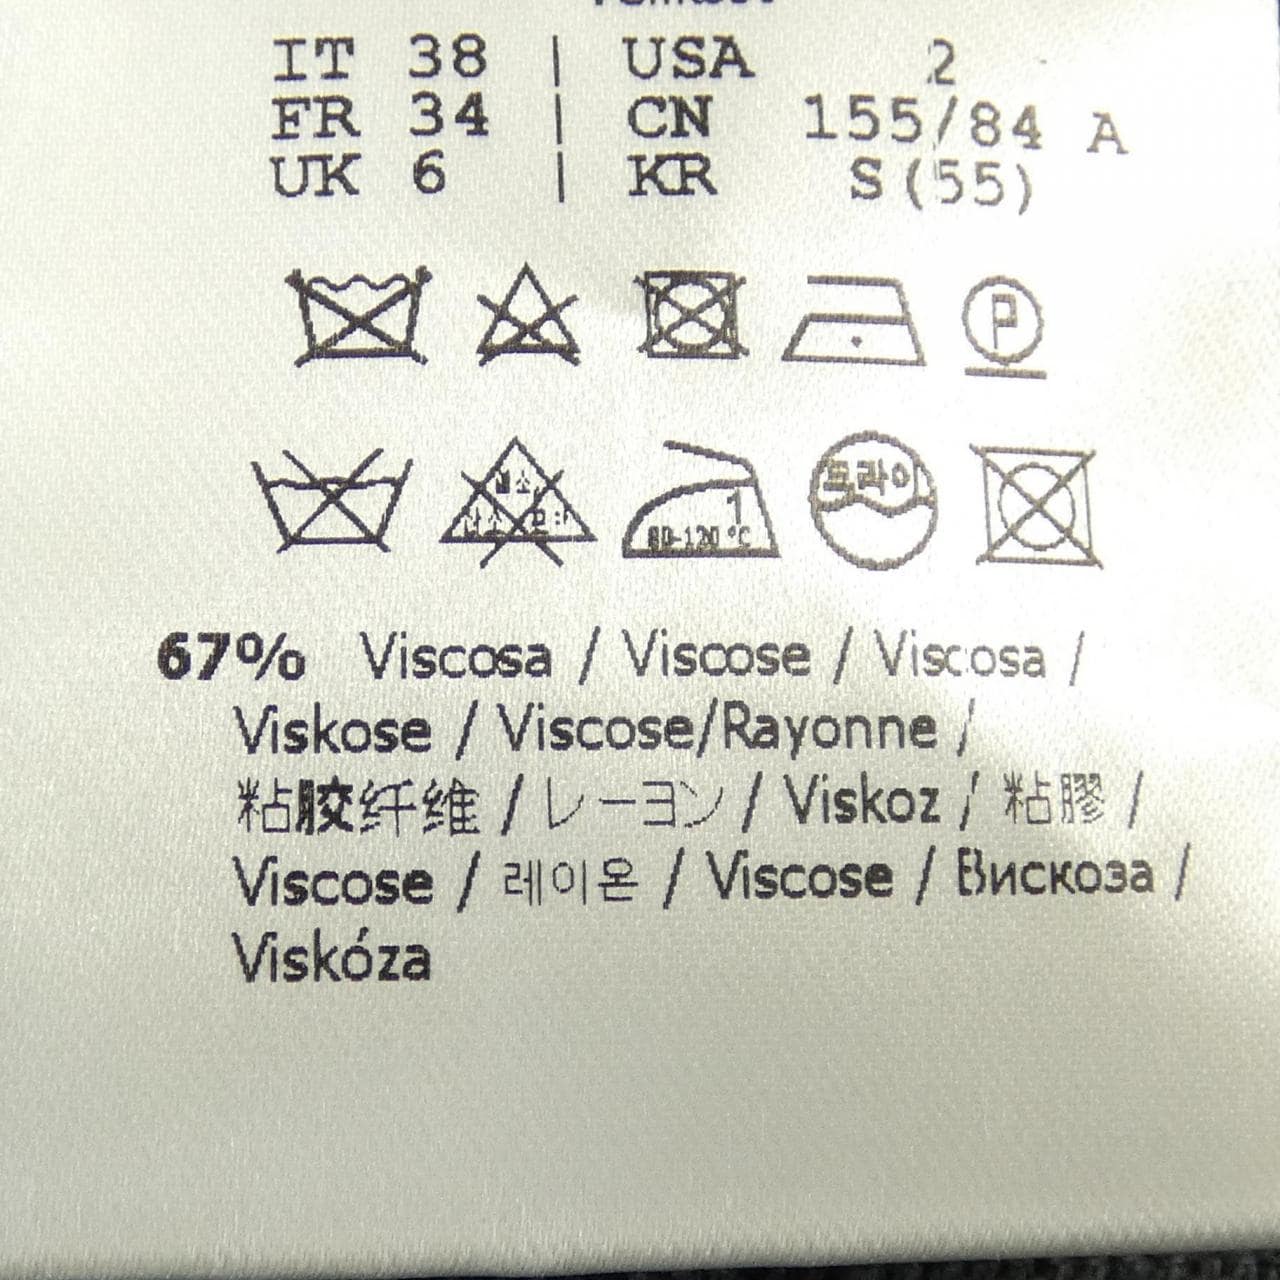 IT 38 | USA 2
FR 34 | CN 155/84 A
UK 6 | KR S (55)
P
드라이
1
80-120 °C
67% Viscosa / Viscose / Viscosa /
Viskose / Viscose/Rayonne /
粘胶纤维 / レーヨン / Viskoz / 粘膠 /
Viscose / 레이온 / Viscose / Вискоза /
Viskóza